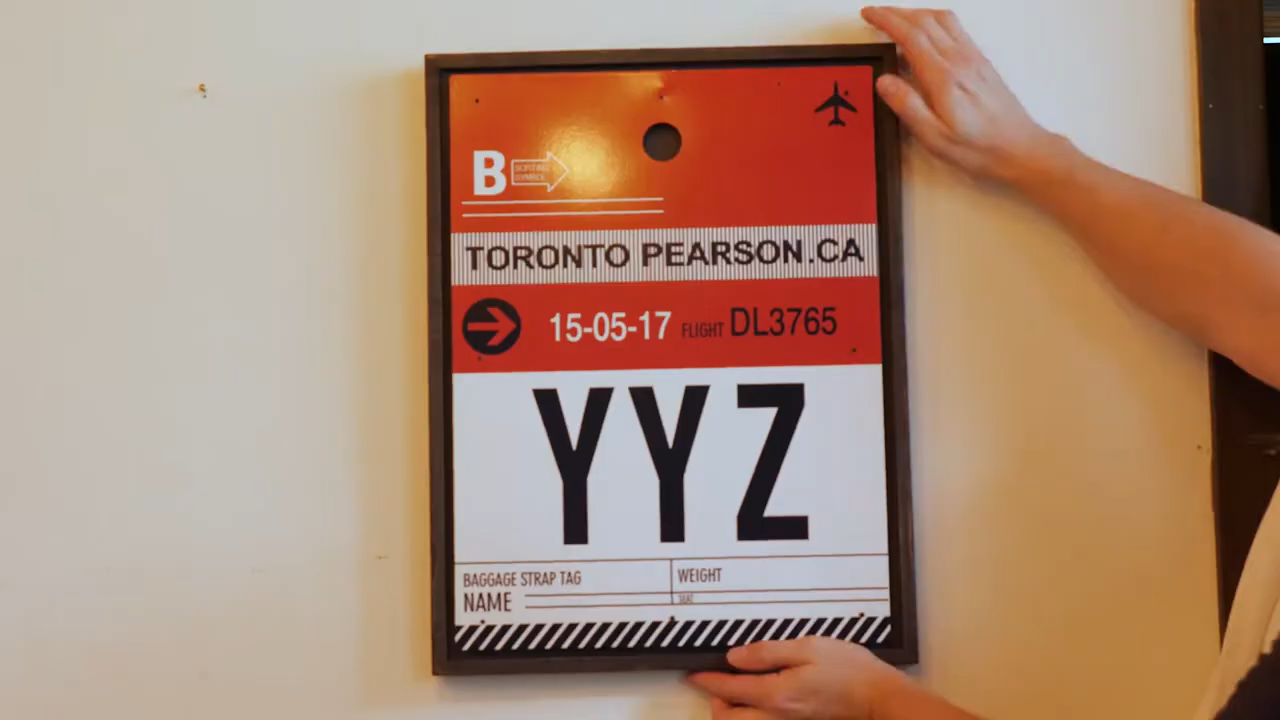 B
TORONTO PEARSON.CA
15-05-17 FLIGHT DL3765
YYZ
BAGGAGE STRAP TAG
WEIGHT
NAME